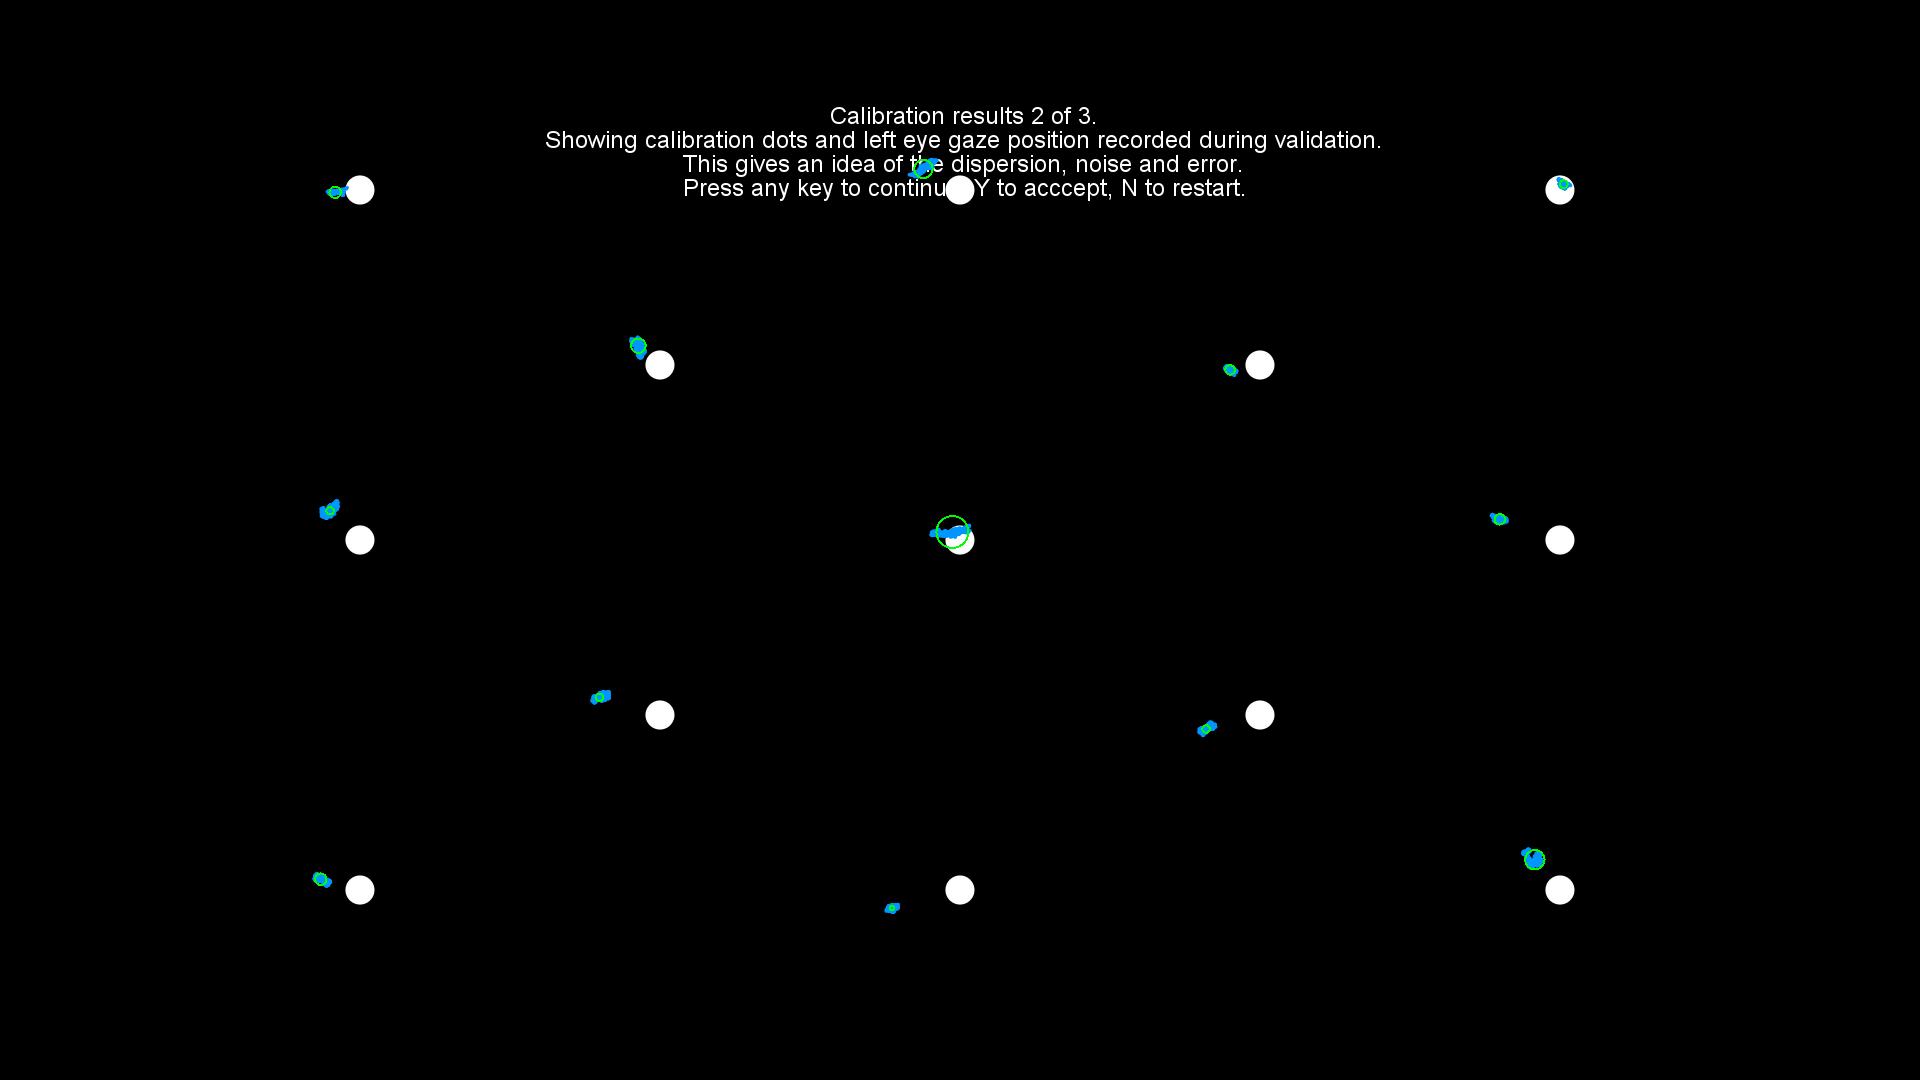 Calibration results 2 of 3.
Showing calibration dots and left eye gaze position recorded during validation.
This gives an idea of the dispersion, noise and error.
Press any key to continue, Y to acccept, N to restart.